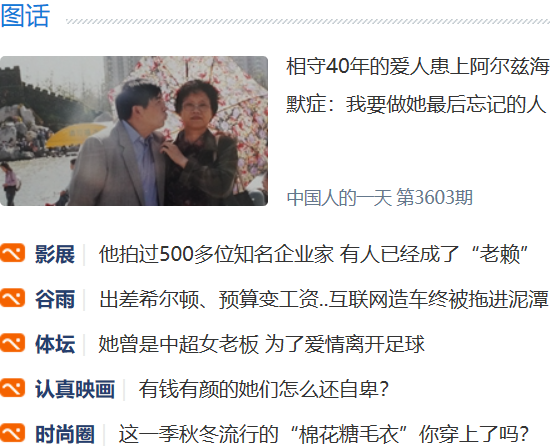 图话
相守40年的爱人患上阿尔兹海
默症：我要做她最后忘记的人
中国人的一天 第3603期
影展 他拍过500多位知名企业家 有人已经成了“老赖”
谷雨 出差希尔顿、预算变工资..互联网造车终被拖进泥潭
体坛 她曾是中超女老板 为了爱情离开足球
认真映画 有钱有颜的她们怎么还自卑?
时尚圈 这一季秋冬流行的“棉花糖毛衣”你穿上了吗?